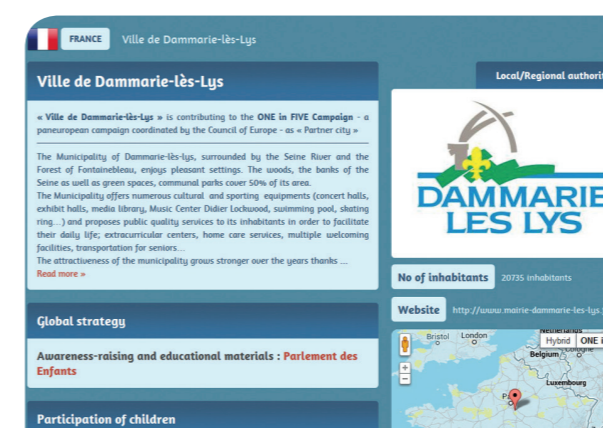 FRANCE Ville de Dammarie-lès-Lys
Ville de Dammarie-lès-Lys
« Ville de Dammarie-lès-Lys » is contributing to the ONE in FIVE Campaign - a
paneuropean campaign coordinated by the Council of Europe - as « Partner city »
The Municipality of Dammarie-lès-lys, surrounded by the Seine River and the
Forest of Fontainebleau, enjoys pleasant settings. The woods, the banks of the
Seine as well as green spaces, communal parks cover 50% of its area.
The Municipality offers numerous cultural and sporting equipments (concert halls,
exhibit halls, media library, Music Center Didier Lockwood, suimming pool, skating
ring...) and proposes public quality services to its inhabitants in order to facilitate
their daily life; extracurricular centers, home care services, multiple welcoming
facilities, transportation for seniors...
The attractiveness of the municipality grows stronger over the years thanks ....
Read more »
Global strategy
Awareness-raising and educational materials : Parlement des
Enfants
Participation of children
Local/Regional authorit
DAMMARIE
LES LYS
No of inhabitants 20735 inhabitants
Website http://www.mairie-dammarie-les-lys.
Bristol London Netherlands
Hybrid ONE i
Belgium Cologne
Luxembourg